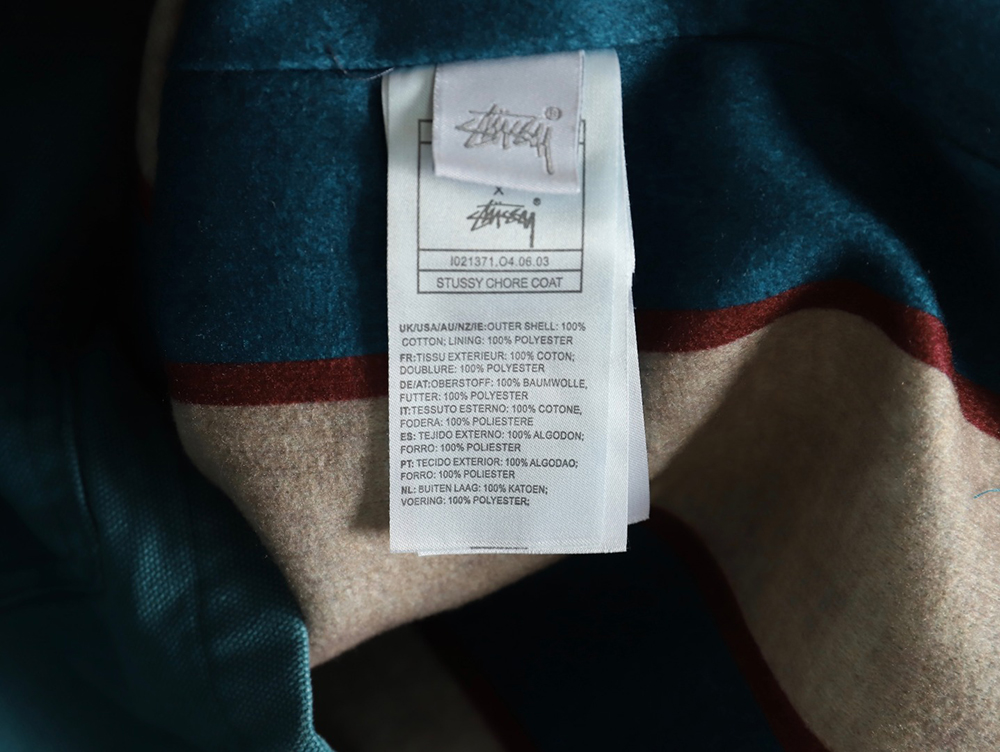 Stüssy®
X
Stüssy®
I021371.O4.06.03
STUSSY CHORE COAT
UK/USA/AU/NZ/IE:OUTER SHELL: 100%
COTTON; LINING: 100% POLYESTER
FR:TISSU EXTERIEUR: 100% COTON;
DOUBLURE: 100% POLYESTER
DE/AT:OBERSTOFF: 100% BAUMWOLLE,
FUTTER: 100% POLYESTER
IT:TESSUTO ESTERNO: 100% COTONE,
FODERA: 100% POLIESTERE
ES: TEJIDO EXTERNO: 100% ALGODON;
FORRO: 100% POLIESTER
PT: TECIDO EXTERIOR: 100% ALGODAO;
FORRO: 100% POLIESTER
NL: BUITEN LAAG: 100% KATOEN;
VOERING: 100% POLYESTER;